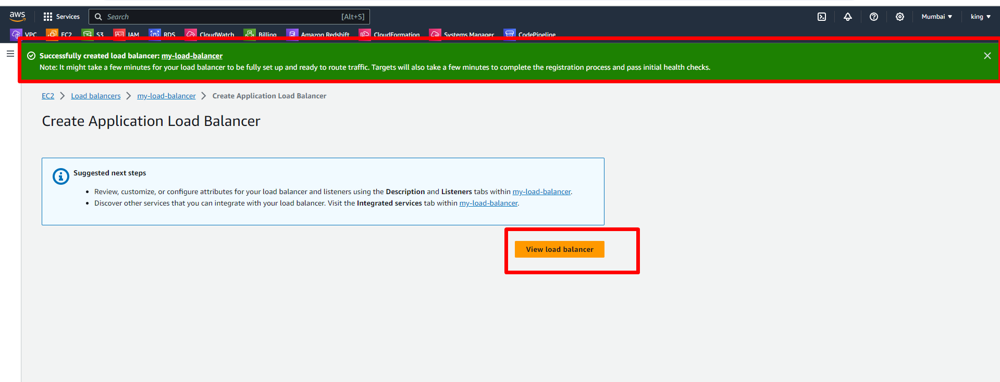 aws Services Search [Alt+S] Mumbai king
VPC EC2 S3 IAM RDS CloudWatch Billing Amazon Redshift CloudFormation Systems Manager CodePipeline
Successfully created load balancer: my-load-balancer
Note: It might take a few minutes for your load balancer to be fully set up and ready to route traffic. Targets will also take a few minutes to complete the registration process and pass initial health checks.
EC2 > Load balancers > my-load-balancer > Create Application Load Balancer
Create Application Load Balancer
Suggested next steps
• Review, customize, or configure attributes for your load balancer and listeners using the Description and Listeners tabs within my-load-balancer.
• Discover other services that you can integrate with your load balancer. Visit the Integrated services tab within my-load-balancer.
View load balancer